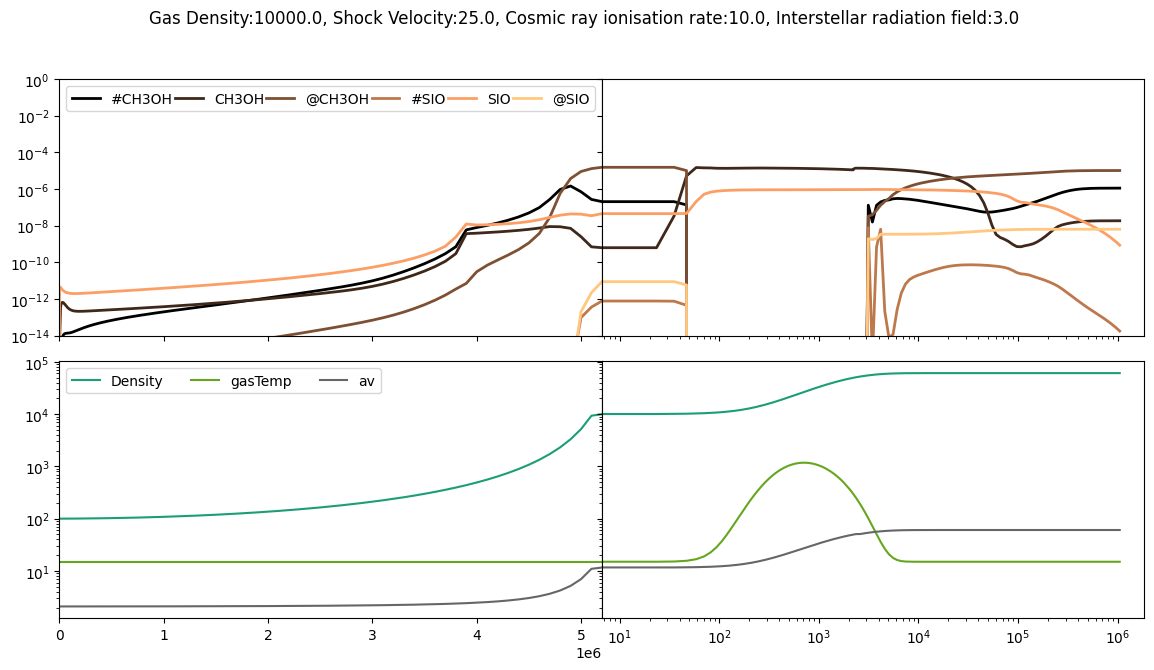 Gas Density:10000.0, Shock Velocity:25.0, Cosmic ray ionisation rate:10.0, Interstellar radiation field:3.0
10^0
#CH3OH CH3OH @CH3OH #SIO SIO @SIO
10^-2
10^-4
10^-6
10^-8
10^-10
10^-12
10^-14
10^5
Density gasTemp av
10^4
10^3
10^2
10^1
0 1 2 3 4 5 10^1 10^2 10^3 10^4 10^5 10^6
1e6